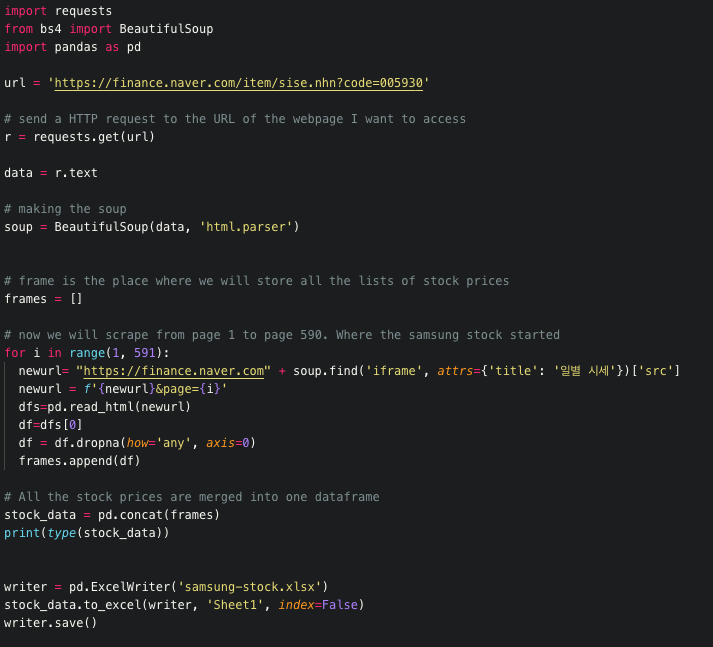 import requests
from bs4 import BeautifulSoup
import pandas as pd
url = 'https://finance.naver.com/item/sise.nhn?code=005930'
# send a HTTP request to the URL of the webpage I want to access
r = requests.get(url)
data = r.text
# making the soup
soup = BeautifulSoup(data, 'html.parser')
# frame is the place where we will store all the lists of stock prices
frames = []
# now we will scrape from page 1 to page 590. Where the samsung stock started
for i in range(1, 591):
  newurl= "https://finance.naver.com" + soup.find('iframe', attrs={'title': '일별 시세'})['src']
  newurl = f'{newurl}&page={i}'
  dfs=pd.read_html(newurl)
  df=dfs[0]
  df = df.dropna(how='any', axis=0)
  frames.append(df)
# All the stock prices are merged into one dataframe
stock_data = pd.concat(frames)
print(type(stock_data))
writer = pd.ExcelWriter('samsung-stock.xlsx')
stock_data.to_excel(writer, 'Sheet1', index=False)
writer.save()